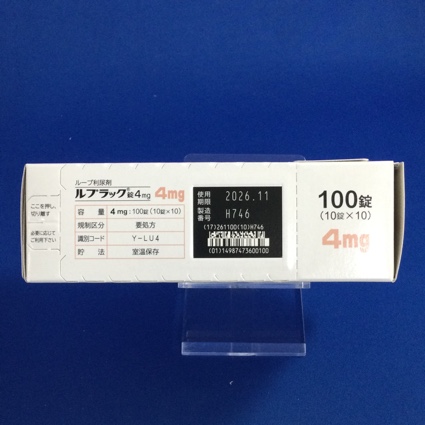 ループ利尿剤
ルプラック®錠4mg 4mg
ここを押し、
切り離す
必要に応じて
ご利用下さい
容量 4mg:100錠(10錠×10)
規制区分 要処方
識別コード Y-LU4
貯法 室温保存
使用期限 2026.11
製造番号 H746
(17)261100(10)H746
(01)14987473600100
100錠
(10錠×10)
4mg